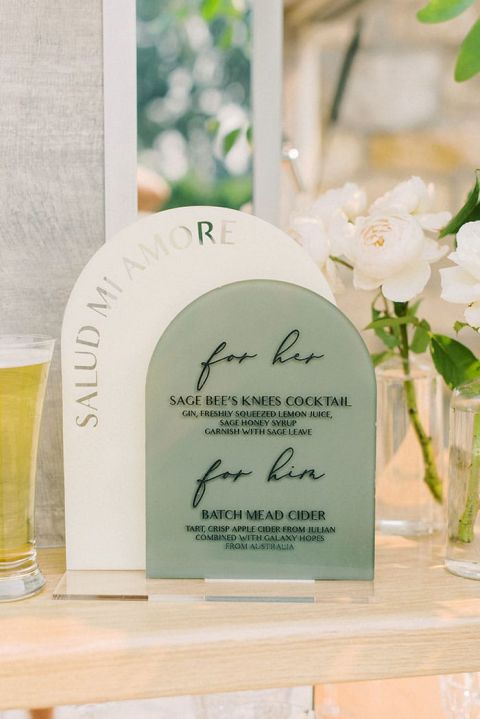 SALUD Mi AMORE
for her
SAGE BEE'S KNEES COCKTAIL
GIN, FRESHLY SQUEEZED LEMON JUICE,
SAGE HONEY SYRUP
GARNISH WITH SAGE LEAVE
for him
BATCH MEAD CIDER
TART, CRISP APPLE CIDER FROM JULIAN
COMBINED WITH GALAXY HOPES
FROM AUSTRALIA